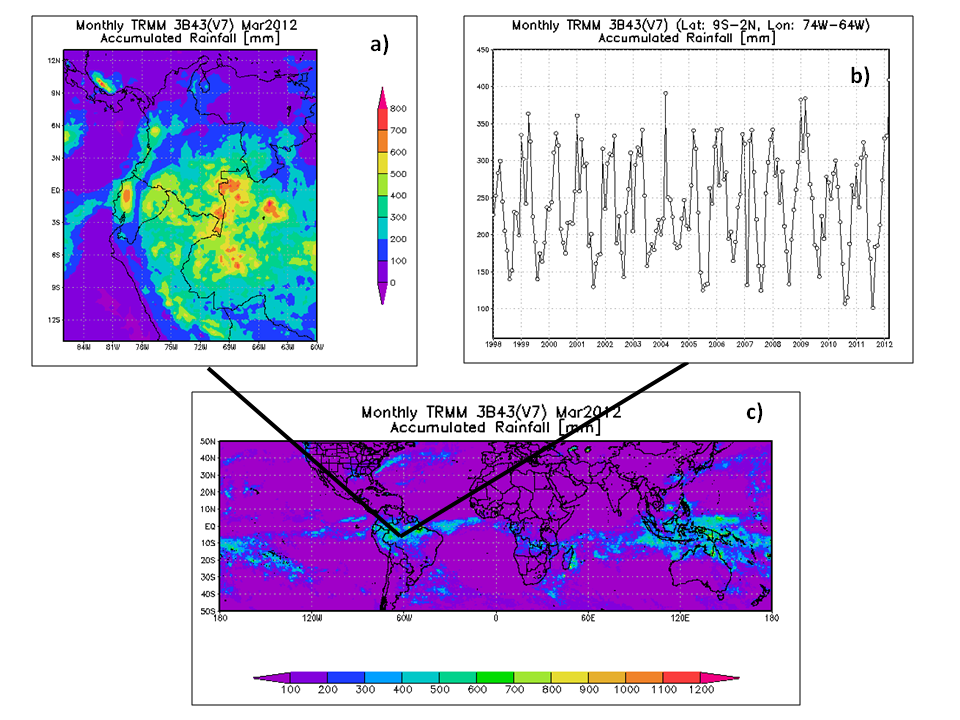 Monthly TRMM 3B43(V7) Mar2012
Accumulated Rainfall [mm]
a)
12N
9N
6N
3N
EQ
3S
6S
9S
12S
84W 81W 78W 75W 72W 69W 66W 63W 60W
800
700
600
500
400
300
200
100
0
Monthly TRMM 3B43(V7) (Lat: 9S-2N, Lon: 74W-64W)
Accumulated Rainfall [mm]
b)
450
400
350
300
250
200
150
100
1998 1999 2000 2001 2002 2003 2004 2005 2006 2007 2008 2009 2010 2011 2012
Monthly TRMM 3B43(V7) Mar2012
Accumulated Rainfall [mm]
c)
50N
40N
30N
20N
10N
EQ
10S
20S
30S
40S
50S
180 120W 60W 0 60E 120E 180
100 200 300 400 500 600 700 800 900 1000 1100 1200